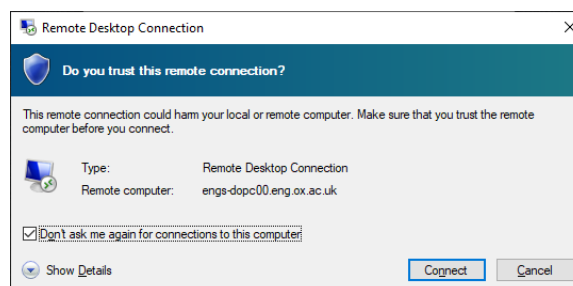 Remote Desktop Connection
Do you trust this remote connection?
This remote connection could harm your local or remote computer. Make sure that you trust the remote
computer before you connect.
Type: Remote Desktop Connection
Remote computer: engs-dopc00.eng.ox.ac.uk
Don't ask me again for connections to this computer
Show Details Connect Cancel